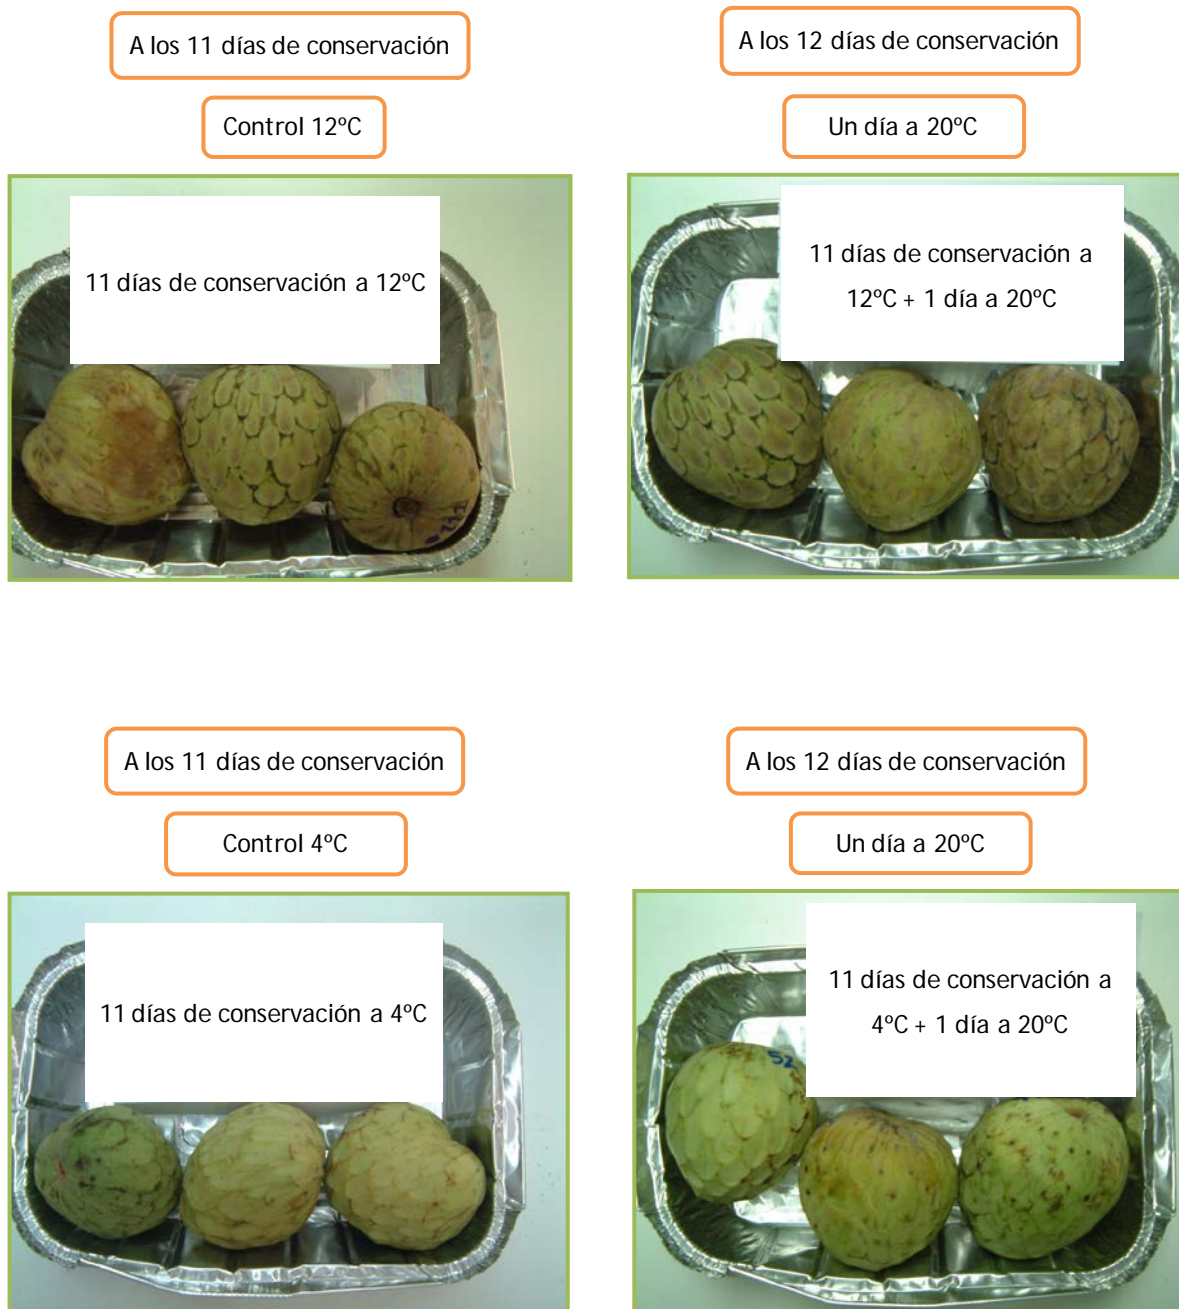 A los 11 días de conservación
Control 12ºC
11 días de conservación a 12ºC
A los 12 días de conservación
Un día a 20ºC
11 días de conservación a
12ºC + 1 día a 20ºC
A los 11 días de conservación
Control 4ºC
11 días de conservación a 4ºC
A los 12 días de conservación
Un día a 20ºC
52
11 días de conservación a
4ºC + 1 día a 20ºC